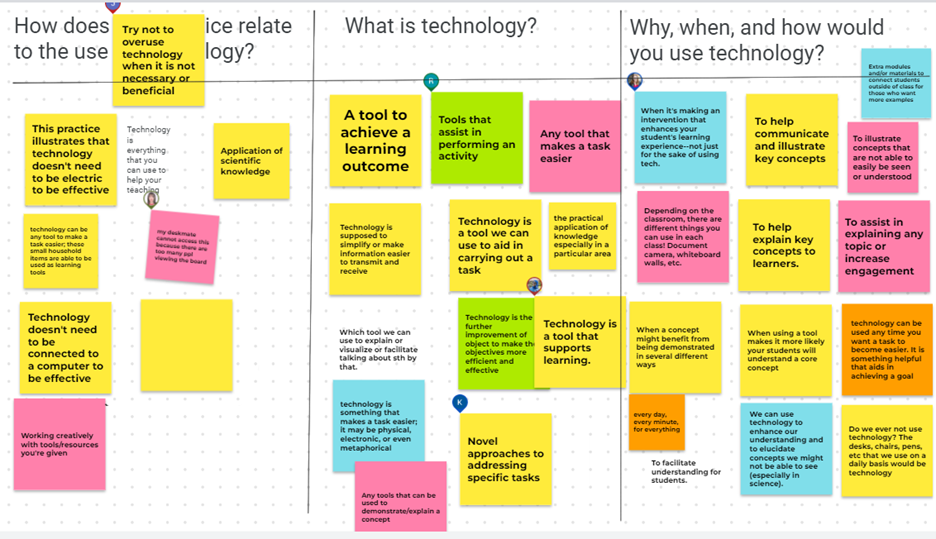 How does
ice relate
to the use
logy?
Try not to
overuse
technology
when it is not
necessary or
beneficial
This practice
illustrates that
technology
doesn't need
to be electric
to be effective
Technology
is
everything
that you
can use to
help your
teaching
Application of
scientific
knowledge
technology can be
any tool to make a
task easier; these
small household
items are able to be
used as learning
tools
my deskmate
cannot access this
because there are
too many ppl
viewing the board
Technology
doesn't need
to be
connected to
a computer to
be effective
Working creatively
with tools/resources
you're given
What is technology?
R
A tool to
achieve a
learning
outcome
Tools that
assist in
performing an
activity
Any tool that
makes a task
easier
Technology is
supposed to
simplify or make
information easier
to transmit and
receive
Technology is
a tool we can
use to aid in
carrying out a
task
the practical
application of
knowledge
especially in a
particular area
Which tool we can
use to explain or
visualize or facilitate
talking about sth by
that.
Technology is the
further
improvement of
object to make the
objectives more
efficient and
effective
Technology is
a tool that
supports
learning.
technology is
something that
makes a task easier;
it may be physical,
electronic, or even
metaphorical
K
Novel
approaches to
addressing
specific tasks
Any tools that can be
used to
demonstrate/explain a
concept
Why, when, and how would
you use technology?
Extra modules
and/or materials to
connect students
outside of class for
those who want
more examples
When it's making an
intervention that
enhances your
student's learning
experience--not just
for the sake of using
tech.
To help
communicate
and illustrate
key concepts
To illustrate
concepts that
are not able to
easily be seen
or understood
Depending on the
classroom, there are
different things you
can use in each
class! Document
camera, whiteboard
walls, etc.
To help
explain key
concepts to
learners.
To assist in
explaining any
topic or
increase
engagement
When a concept
might benefit from
being demonstrated
in several different
ways
When using a tool
makes it more likely
your students will
understand a core
concept
technology can be
used any time you
want a task to
become easier. It is
something helpful
that aids in
achieving a goal
every day,
every minute,
for everything
To facilitate
understanding for
students.
We can use
technology to
enhance our
understanding and
to elucidate
concepts we might
not be able to see
(especially in
science).
Do we ever not use
technology? The
desks, chairs, pens,
etc that we use on a
daily basis would be
technology